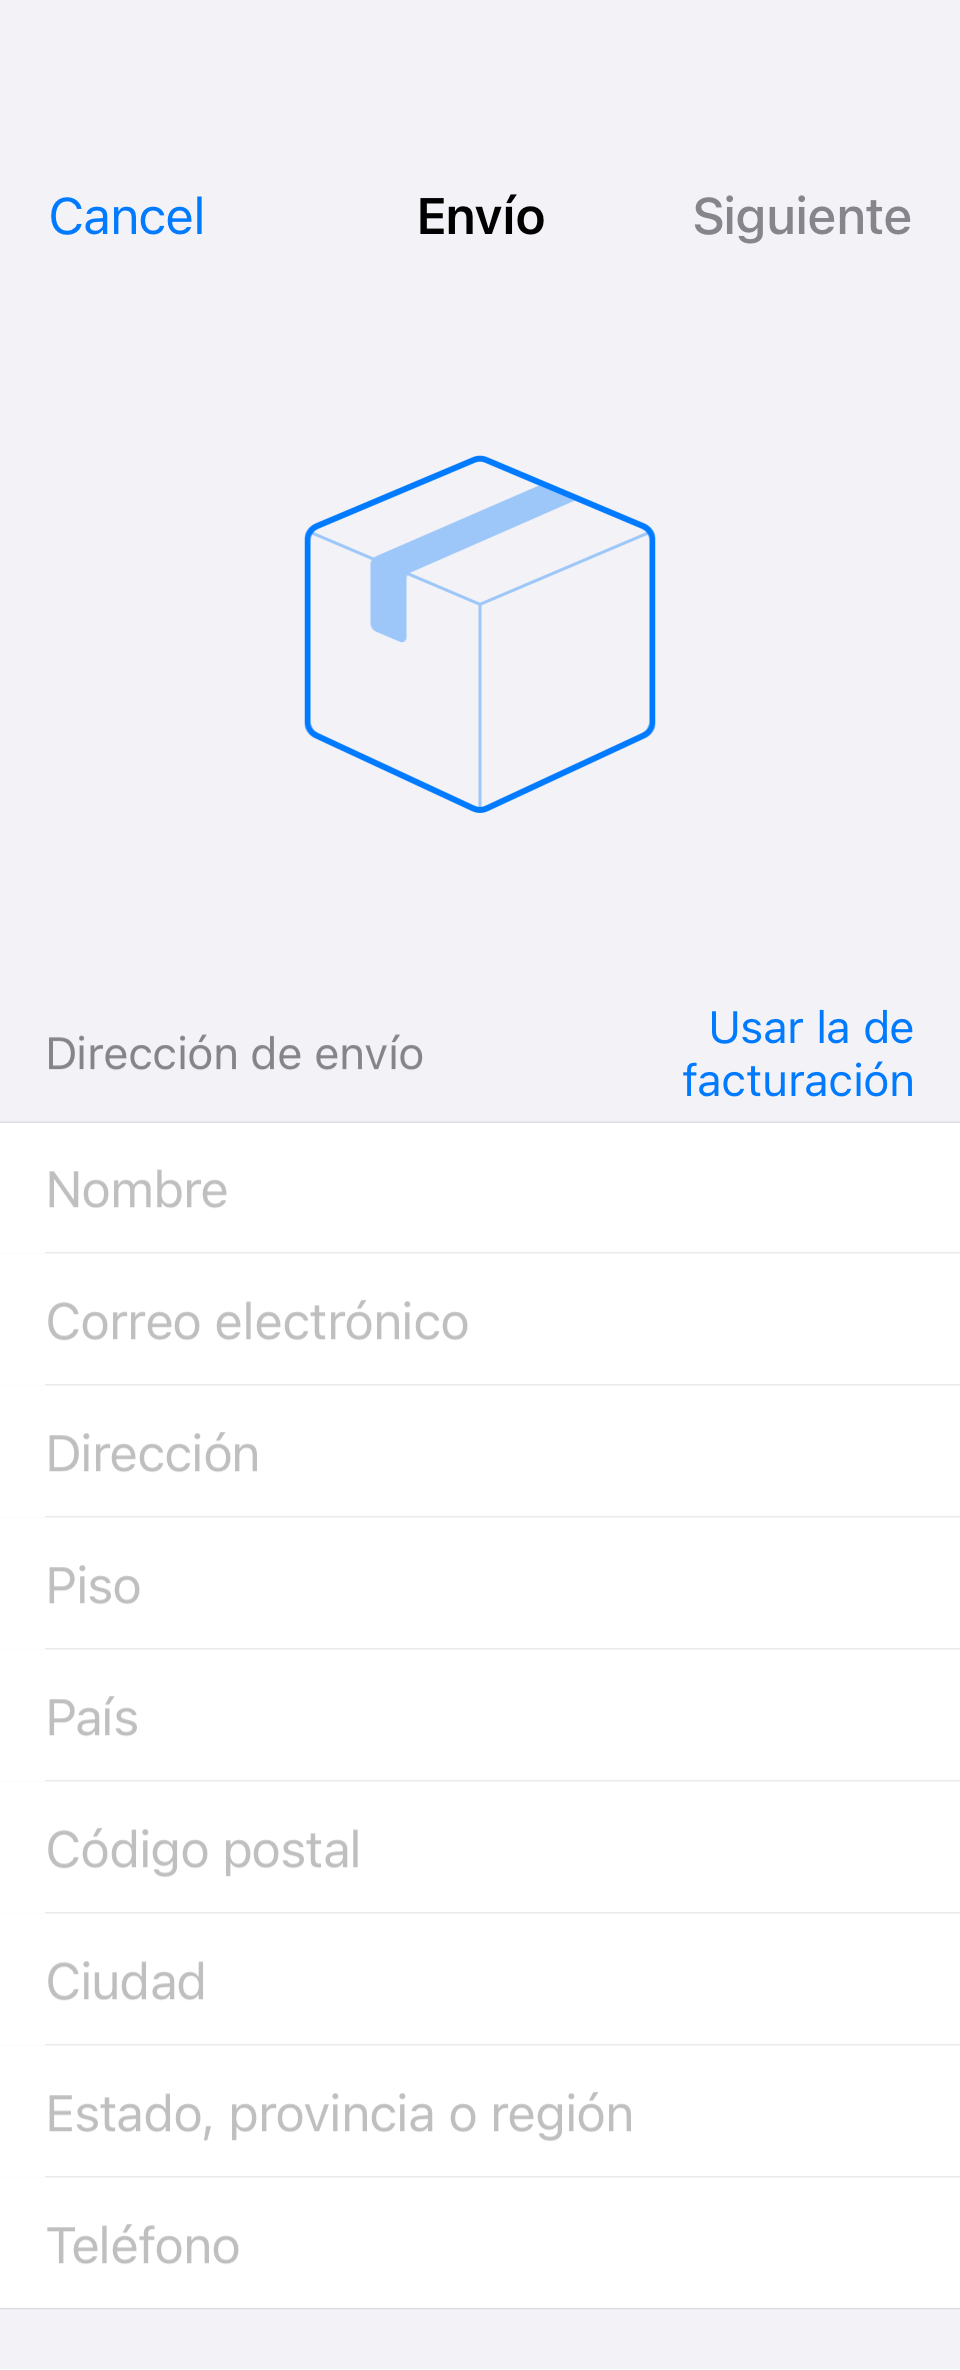 Cancel
Envío
Siguiente
Dirección de envío
Usar la de
facturación
Nombre
Correo electrónico
Dirección
Piso
País
Código postal
Ciudad
Estado, provincia o región
Teléfono